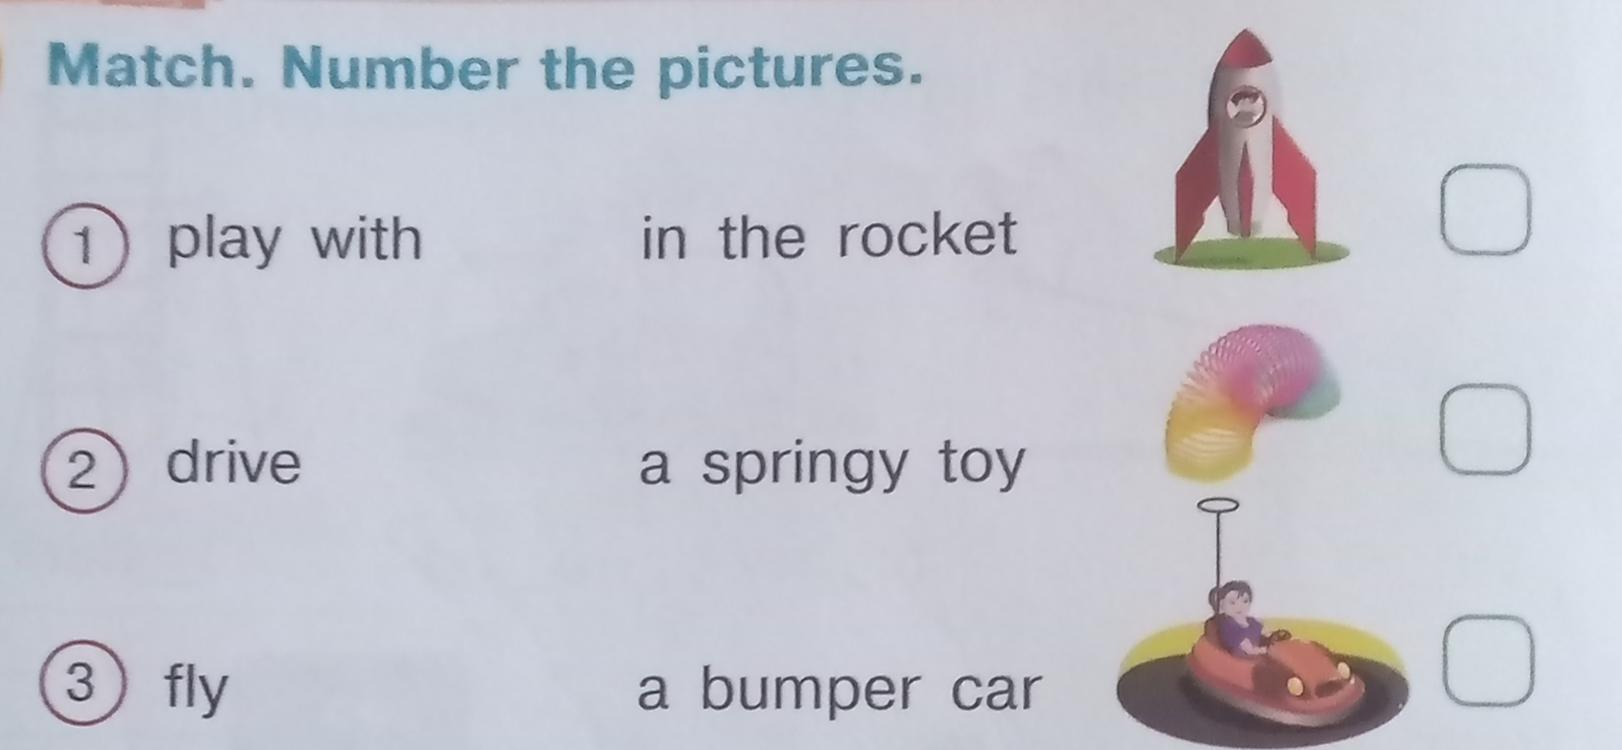 Match. Number the pictures.
1 play with in the rocket
2 drive a springy toy
3 fly a bumper car